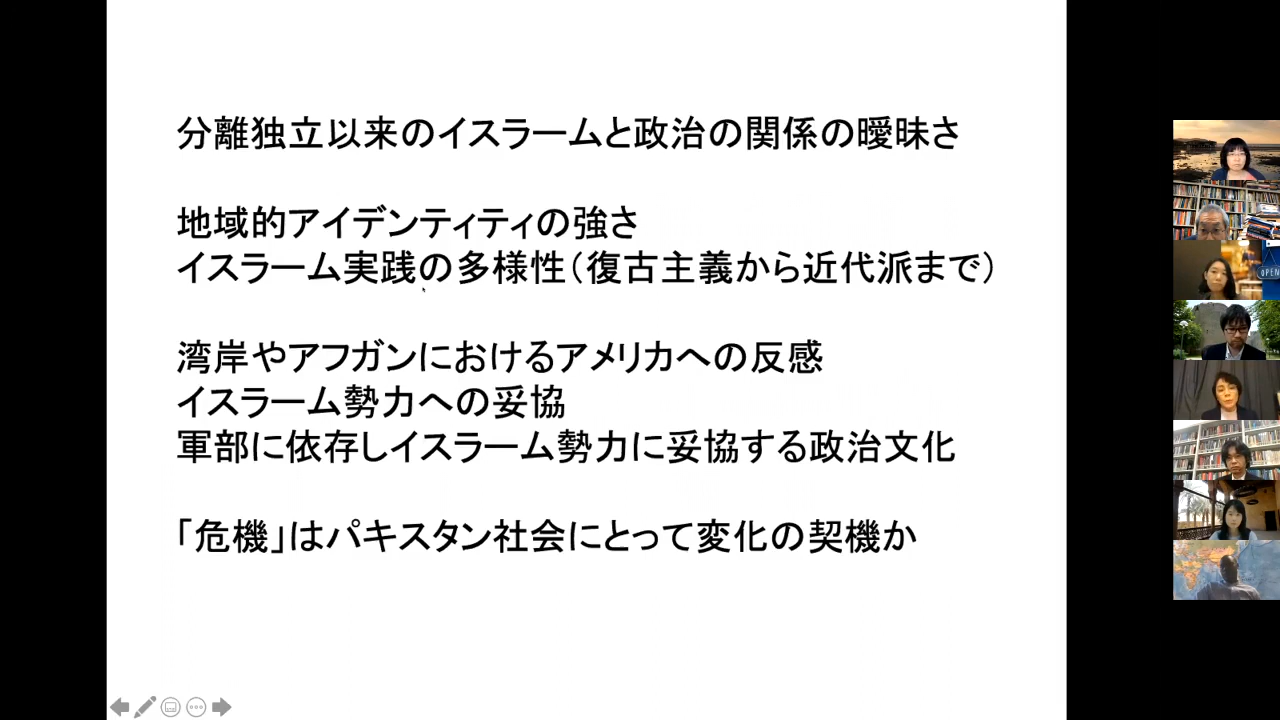 分離独立以来のイスラームと政治の関係の曖昧さ
地域的アイデンティティの強さ
イスラーム実践の多様性（復古主義から近代派まで）
湾岸やアフガンにおけるアメリカへの反感
イスラーム勢力への妥協
軍部に依存しイスラーム勢力に妥協する政治文化
「危機」はパキスタン社会にとって変化の契機か
OPEN